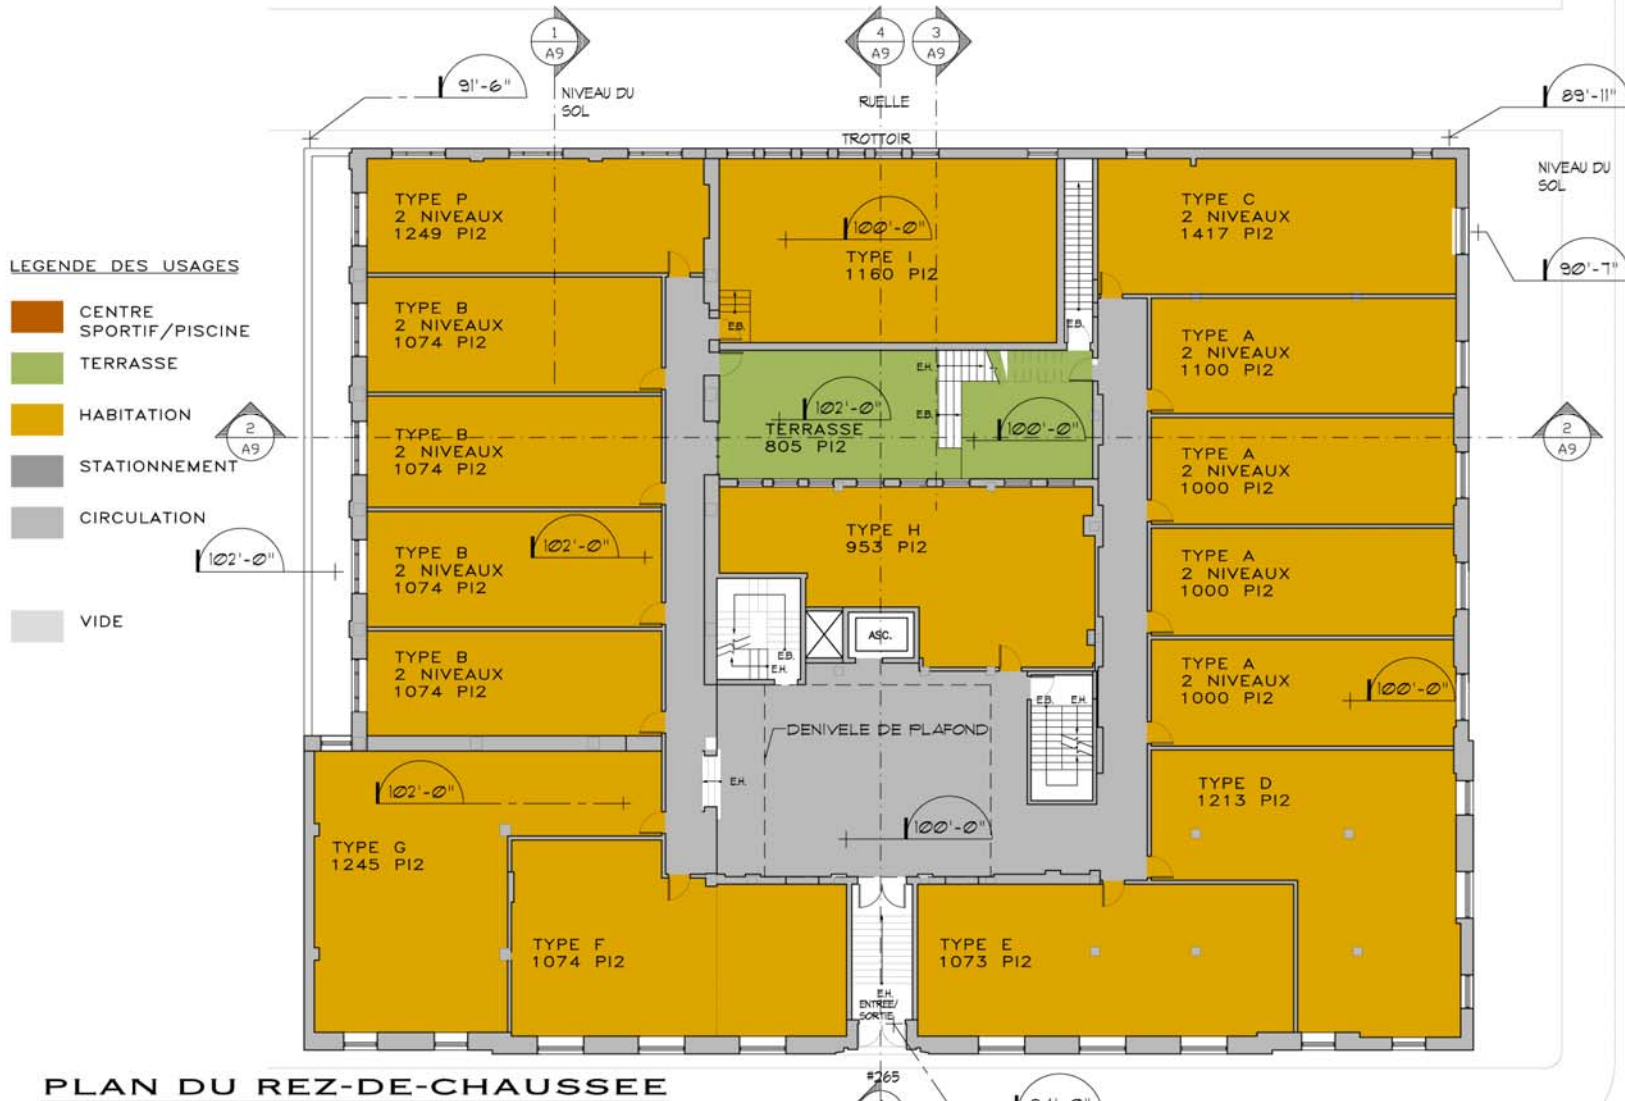 1
A9
4
A9
3
A9
91'-6"
NIVEAU DU
SOL
RUELLE
TROTTOIR
89'-11"
NIVEAU DU
SOL
90'-7"
LEGENDE DES USAGES
CENTRE
SPORTIF/PISCINE
TERRASSE
HABITATION
STATIONNEMENT
CIRCULATION
VIDE
2
A9
2
A9
102'-0"
TYPE P
2 NIVEAUX
1249 PI2
100'-0"
TYPE I
1160 PI2
E.B.
E.B.
TYPE C
2 NIVEAUX
1417 PI2
TYPE B
2 NIVEAUX
1074 PI2
TYPE A
2 NIVEAUX
1100 PI2
E.H.
E.B.
102'-0"
TERRASSE
805 PI2
100'-0"
TYPE B
2 NIVEAUX
1074 PI2
TYPE A
2 NIVEAUX
1000 PI2
TYPE H
953 PI2
TYPE B
2 NIVEAUX
1074 PI2
102'-0"
TYPE A
2 NIVEAUX
1000 PI2
ASC.
E.B.
E.H.
TYPE B
2 NIVEAUX
1074 PI2
TYPE A
2 NIVEAUX
1000 PI2
100'-0"
E.B. E.H.
DENIVELE DE PLAFOND
E.H.
100'-0"
102'-0"
TYPE G
1245 PI2
TYPE D
1213 PI2
TYPE F
1074 PI2
TYPE E
1073 PI2
E.H.
ENTREE/
SORTIE
#265
PLAN DU REZ-DE-CHAUSSEE